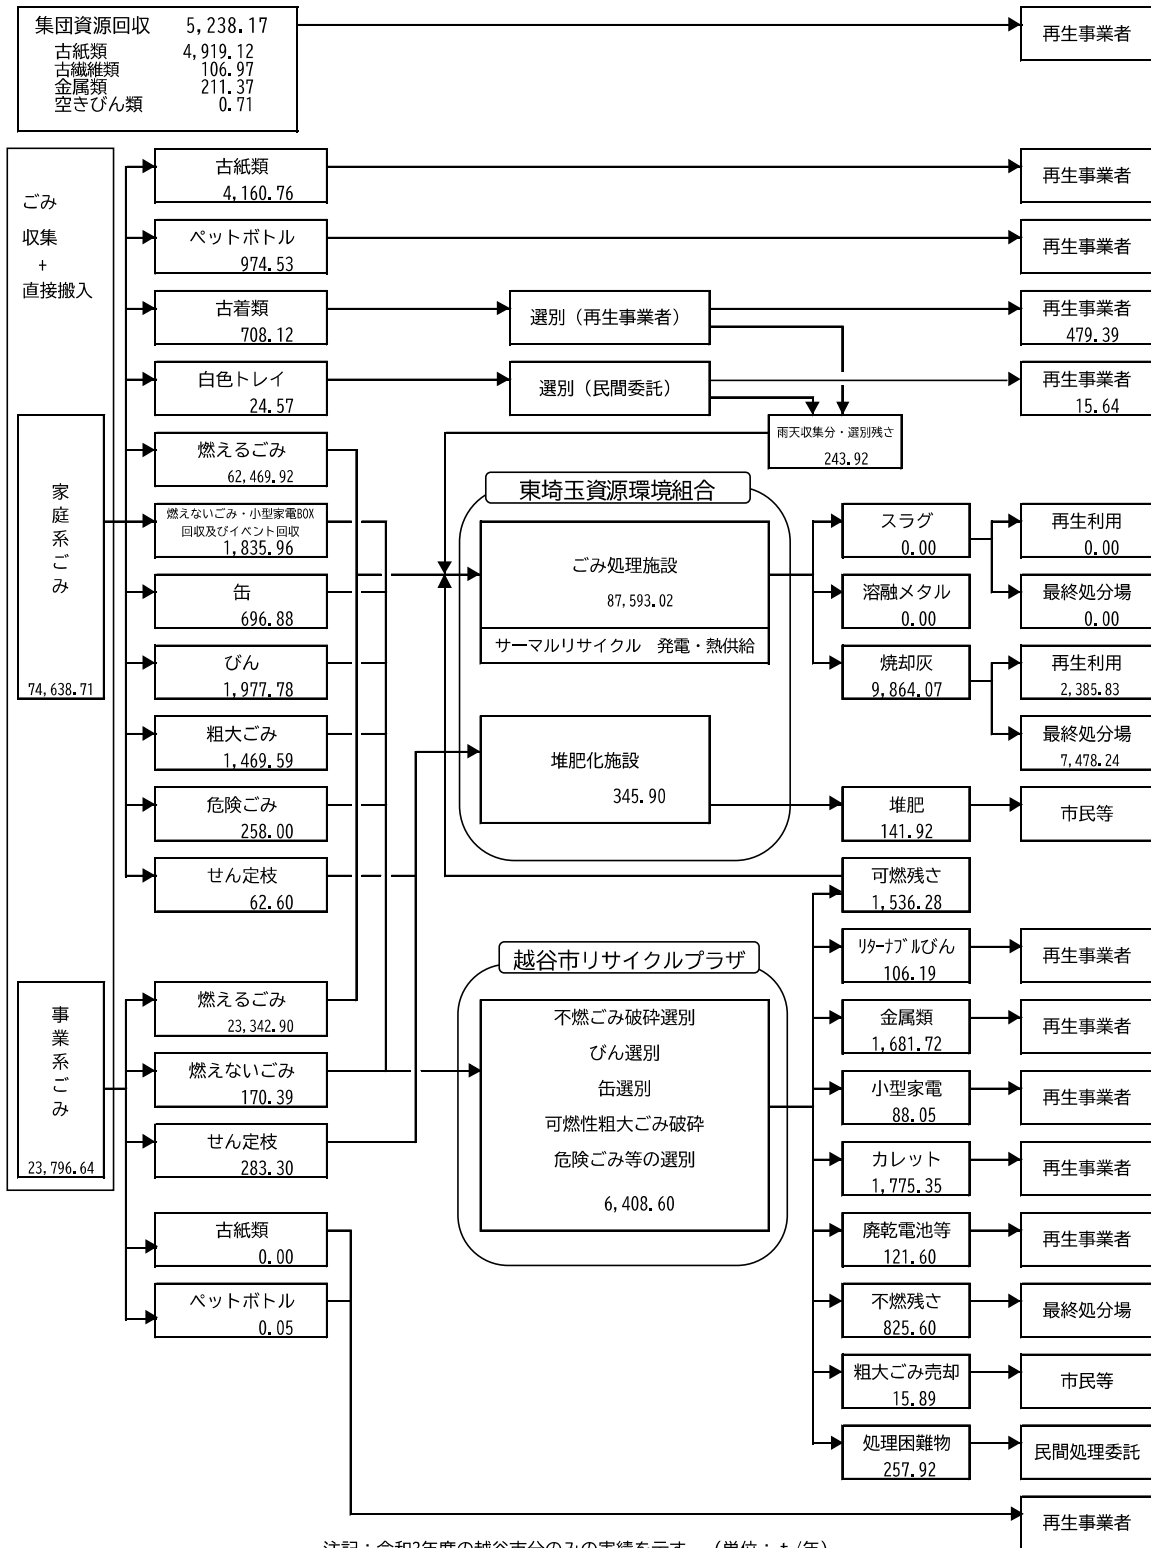 集団資源回収 5,238.17
古紙類 4,919.12
古繊維類 106.97
金属類 211.37
空きびん類 0.71
再生事業者
ごみ
収集
+
直接搬入
家庭系ごみ
74,638.71
事業系ごみ
23,796.64
古紙類
4,160.76
再生事業者
ペットボトル
974.53
再生事業者
古着類
708.12
選別（再生事業者）
再生事業者
479.39
白色トレイ
24.57
選別（民間委託）
再生事業者
15.64
雨天収集分・選別残さ
243.92
燃えるごみ
62,469.92
燃えないごみ・小型家電BOX
回収及びイベント回収
1,835.96
缶
696.88
びん
1,977.78
粗大ごみ
1,469.59
危険ごみ
258.00
せん定枝
62.60
燃えるごみ
23,342.90
燃えないごみ
170.39
せん定枝
283.30
古紙類
0.00
ペットボトル
0.05
東埼玉資源環境組合
ごみ処理施設
87,593.02
サーマルリサイクル 発電・熱供給
堆肥化施設
345.90
スラグ
0.00
再生利用
0.00
溶融メタル
0.00
最終処分場
0.00
焼却灰
9,864.07
再生利用
2,385.83
最終処分場
7,478.24
堆肥
141.92
市民等
越谷市リサイクルプラザ
不燃ごみ破砕選別
びん選別
缶選別
可燃性粗大ごみ破砕
危険ごみ等の選別
6,408.60
可燃残さ
1,536.28
ﾘﾀｰﾅﾌﾞﾙびん
106.19
再生事業者
金属類
1,681.72
再生事業者
小型家電
88.05
再生事業者
カレット
1,775.35
再生事業者
廃乾電池等
121.60
再生事業者
不燃残さ
825.60
最終処分場
粗大ごみ売却
15.89
市民等
処理困難物
257.92
民間処理委託
再生事業者
注記：令和2年度の越谷市分のみの実績を示す。（単位：ｔ/年）